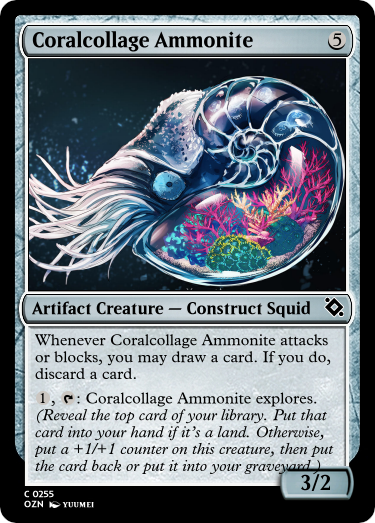 Coralcollage Ammonite 5
Artifact Creature — Construct Squid
Whenever Coralcollage Ammonite attacks
or blocks, you may draw a card. If you do,
discard a card.
1, : Coralcollage Ammonite explores.
(Reveal the top card of your library. Put that
card into your hand if it's a land. Otherwise,
put a +1/+1 counter on this creature, then put
the card back or put it into your graveyard.)
3/2
C 0255
OZN YUUMEI